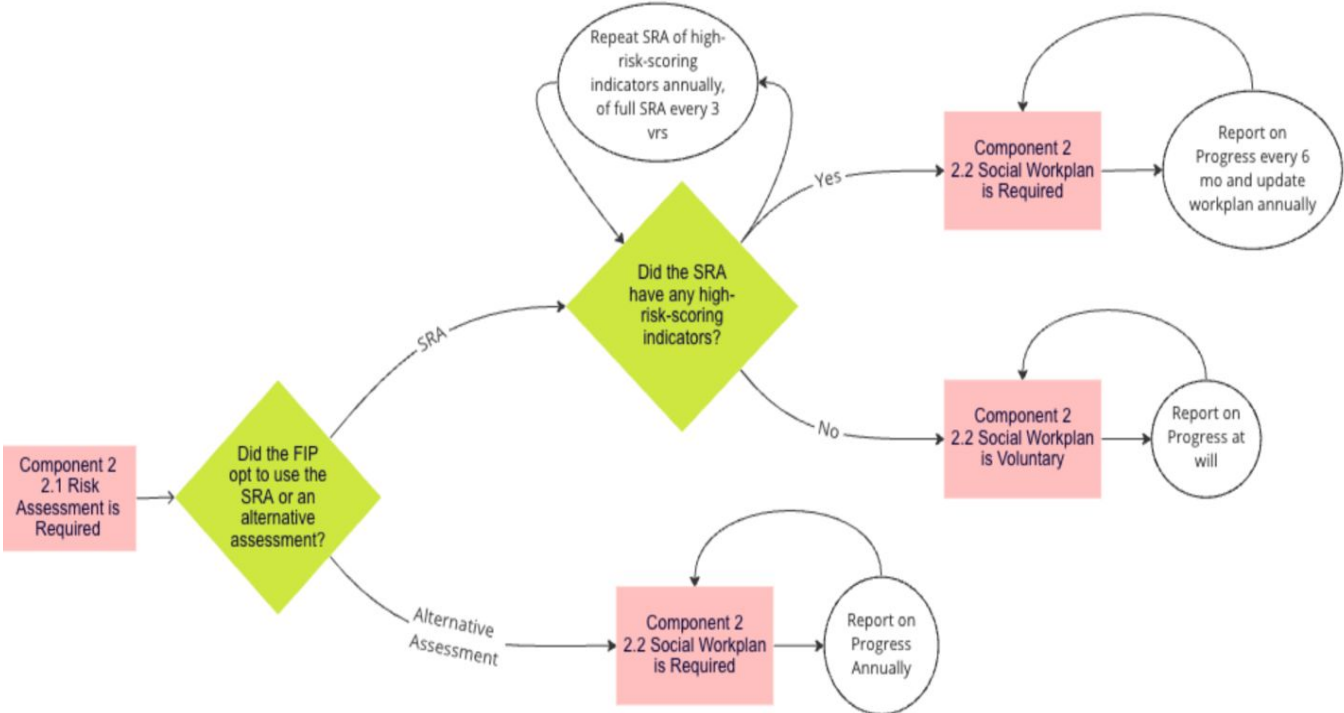 Repeat SRA of high-
risk-scoring
indicators annually,
of full SRA every 3
yrs
Component 2
2.2 Social Workplan
is Required
Report on
Progress every 6
mo and update
workplan annually
Yes
Did the SRA
have any high-
risk-scoring
indicators?
SRA
No
Component 2
2.2 Social Workplan
is Voluntary
Report on
Progress at
will
Component 2
2.1 Risk
Assessment is
Required
Did the FIP
opt to use the
SRA or an
alternative
assessment?
Alternative
Assessment
Component 2
2.2 Social Workplan
is Required
Report on
Progress
Annually